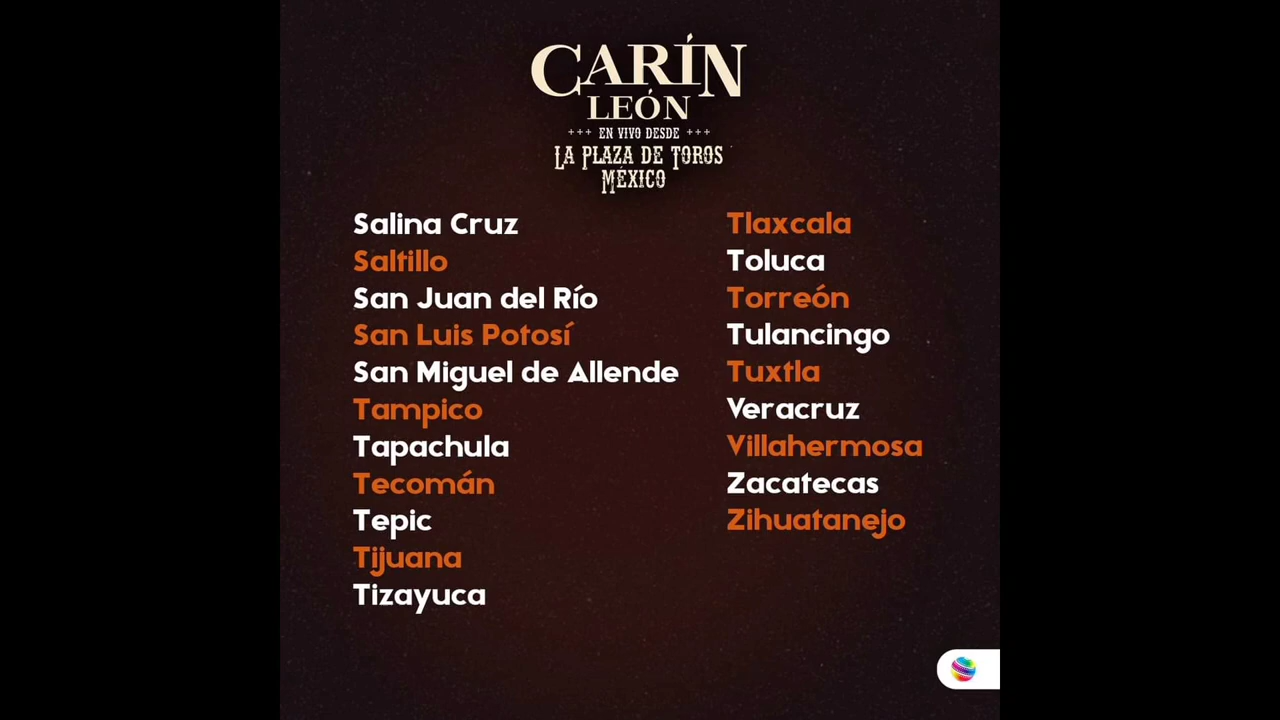 CARÍN
LEÓN
+++ EN VIVO DESDE +++
LA PLAZA DE TOROS
MÉXICO
Salina Cruz
Saltillo
San Juan del Río
San Luis Potosí
San Miguel de Allende
Tampico
Tapachula
Tecomán
Tepic
Tijuana
Tizayuca
Tlaxcala
Toluca
Torreón
Tulancingo
Tuxtla
Veracruz
Villahermosa
Zacatecas
Zihuatanejo